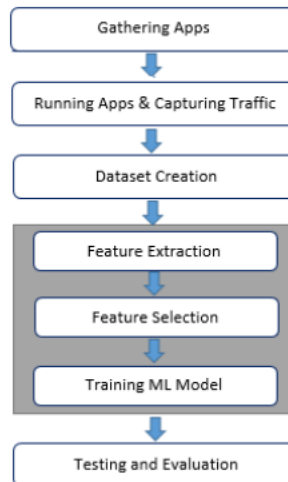 Gathering Apps
Running Apps & Capturing Traffic
Dataset Creation
Feature Extraction
Feature Selection
Training ML Model
Testing and Evaluation